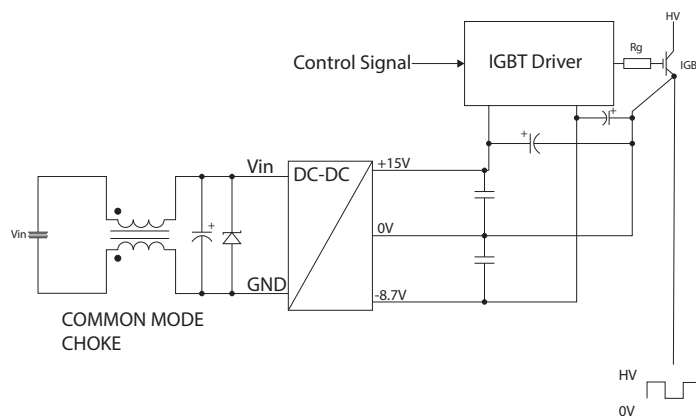 HV
Rg
IGB
Control Signal
IGBT Driver
+
+
+15V
Vin
DC-DC
+
Vin
0V
GND
-8.7V
COMMON MODE
CHOKE
HV
0V